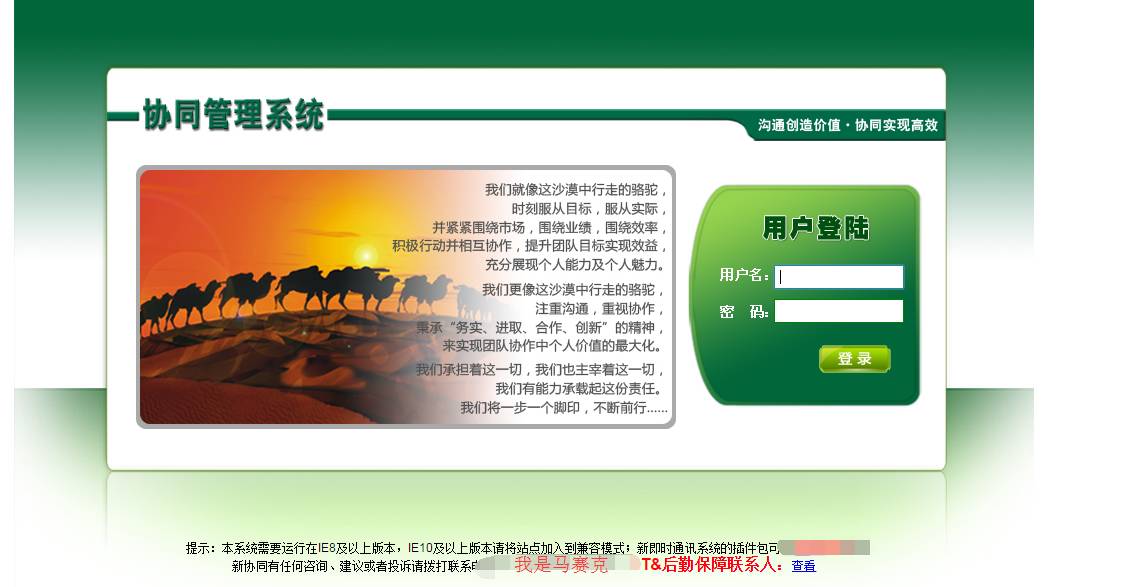 协同管理系统
沟通创造价值·协同实现高效
我们就像这沙漠中行走的骆驼，
时刻服从目标，服从实际，
并紧紧围绕市场，围绕业绩，围绕效率，
积极行动并相互协作，提升团队目标实现效益，
充分展现个人能力及个人魅力。
我们更像这沙漠中行走的骆驼，
注重沟通，重视协作，
秉承“务实、进取、合作、创新”的精神，
来实现团队协作中个人价值的最大化。
我们承担着这一切，我们也主宰着这一切，
我们有能力承载起这份责任。
我们将一步一个脚印，不断前行......
用户登陆
用户名：
密 码：
登 录
提示：本系统需要运行在IE8及以上版本，IE10及以上版本请将站点加入到兼容模式；新即时通讯系统的插件包可
新协同有任何咨询、建议或者投诉请拨打联系 我是马赛克 T&后勤保障联系人：查看